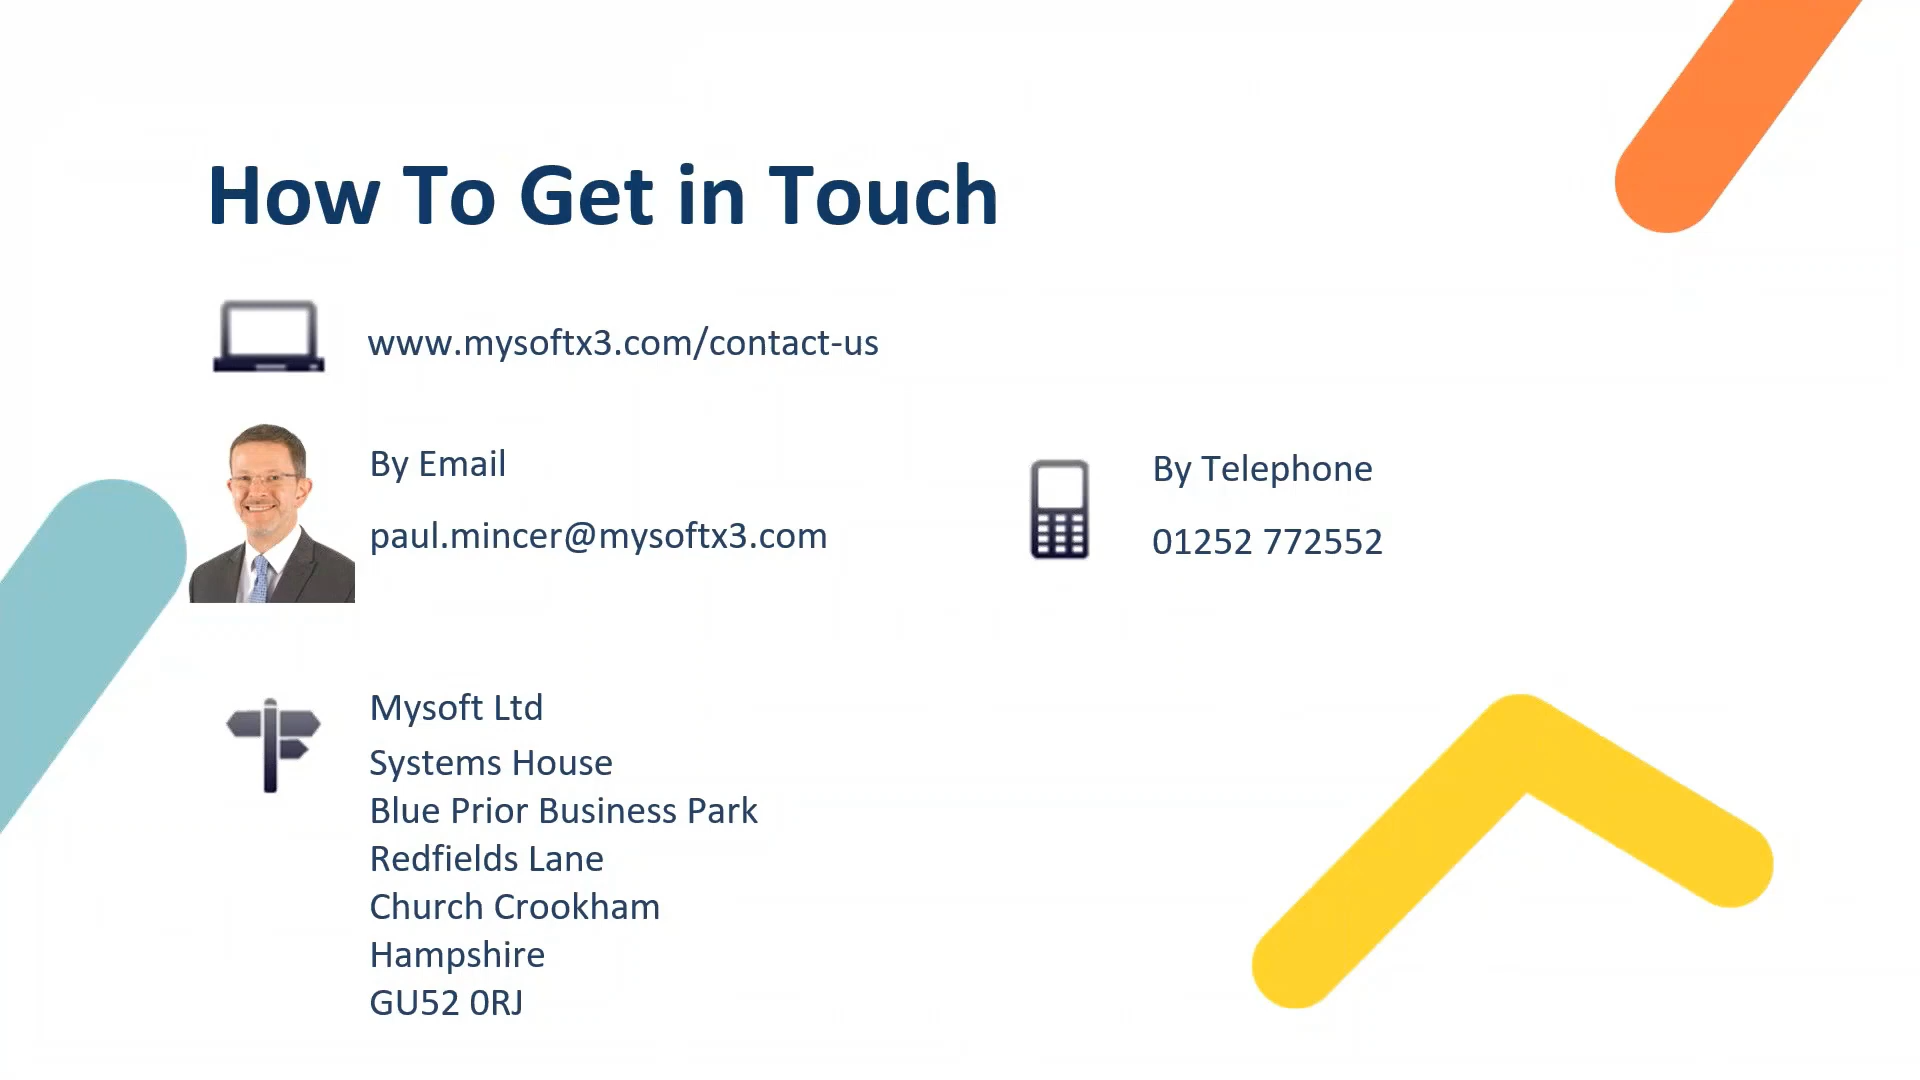 How To Get in Touch
www.mysoftx3.com/contact-us
By Email
paul.mincer@mysoftx3.com
By Telephone
01252 772552
Mysoft Ltd
Systems House
Blue Prior Business Park
Redfields Lane
Church Crookham
Hampshire
GU52 0RJ